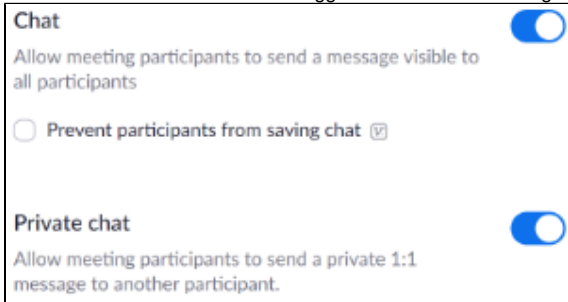 Chat
Allow meeting participants to send a message visible to
all participants
Prevent participants from saving chat
Private chat
Allow meeting participants to send a private 1:1
message to another participant.